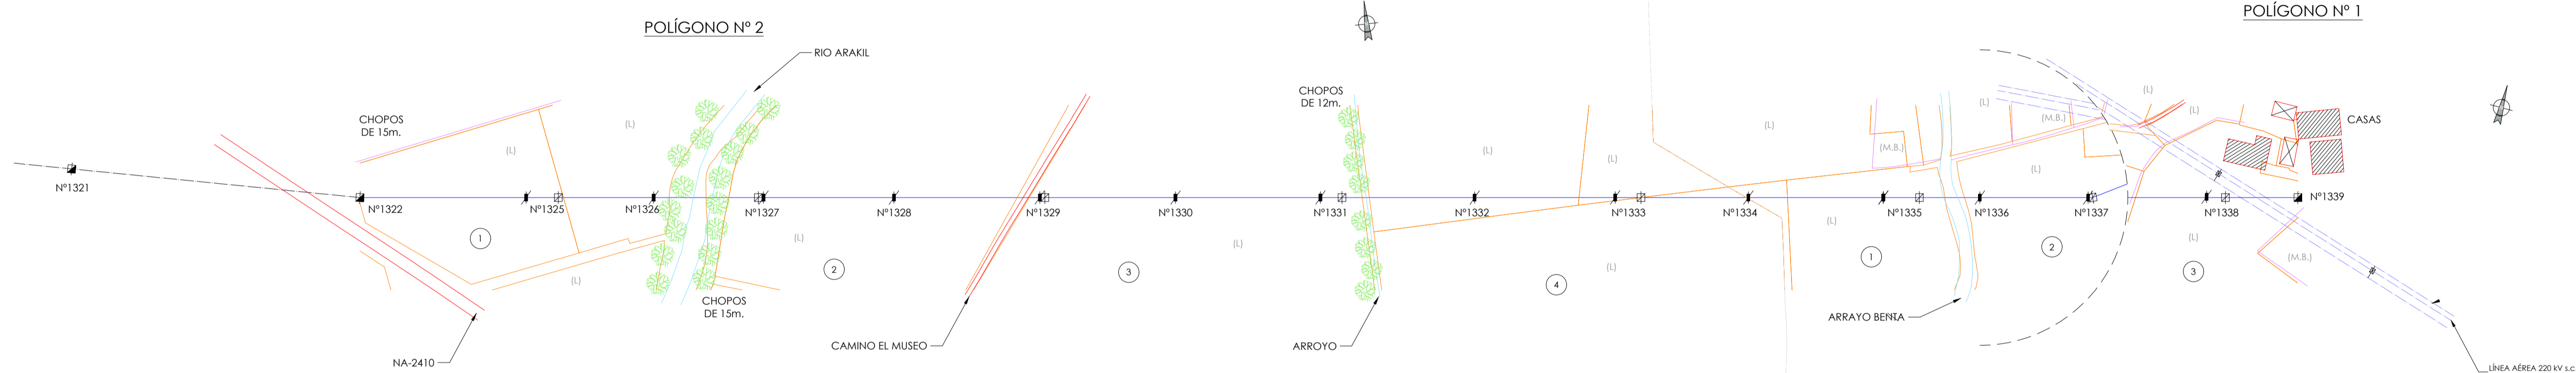 POLÍGONO Nº 2
POLÍGONO Nº 1
RIO ARAKIL
CHOPOS
DE 15m.
(L)
(L)
CHOPOS
DE 12m.
(L)
(L)
(L)
(M.B.)
(L)
(M.B.)
(L)
(L)
(L)
CASAS
Nº1321
Nº1322
Nº1325
Nº1326
Nº1327
Nº1328
Nº1329
Nº1330
Nº1331
Nº1332
Nº1333
Nº1334
Nº1335
Nº1336
Nº1337
Nº1338
Nº1339
1
(L)
(L)
2
(L)
3
(L)
4
(L)
(L)
1
2
(L)
3
(M.B.)
CHOPOS
DE 15m.
NA-2410
CAMINO EL MUSEO
ARROYO
ARRAYO BENTA
LÍNEA AÉREA 220 kV s.c.